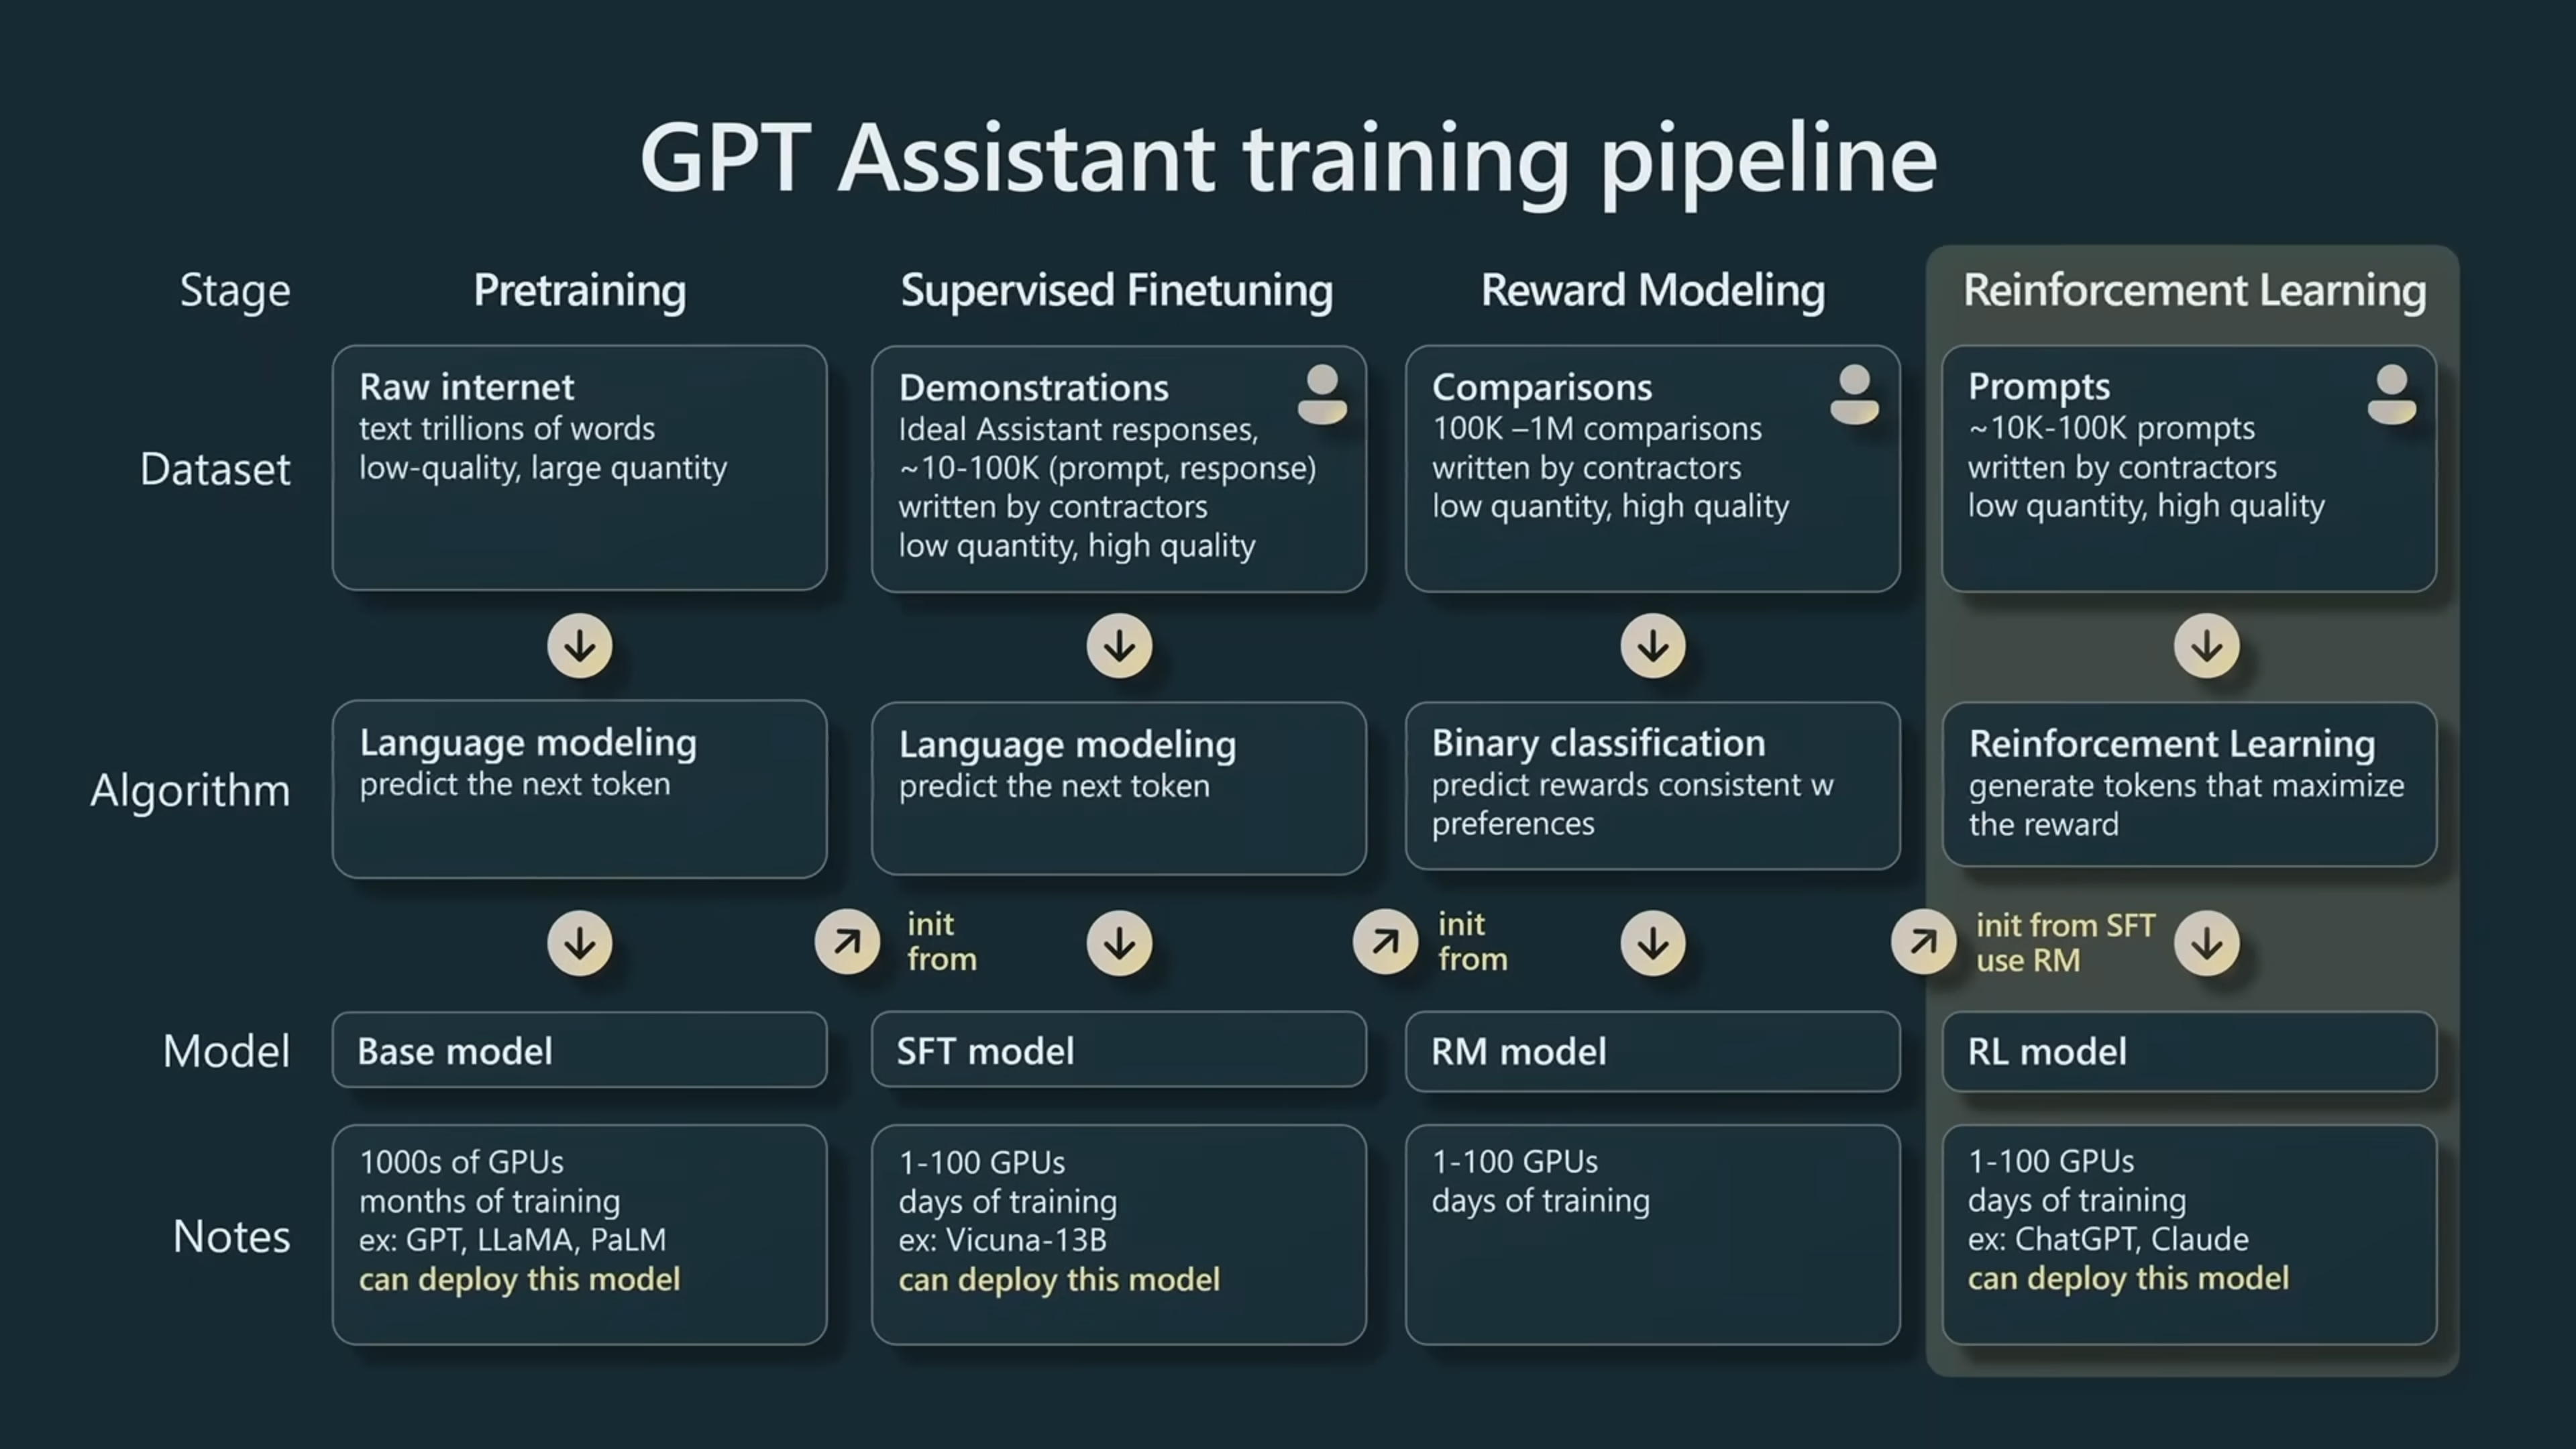 GPT Assistant training pipeline
Stage
Pretraining
Supervised Finetuning
Reward Modeling
Reinforcement Learning
Dataset
Raw internet
text trillions of words
low-quality, large quantity
Demonstrations
Ideal Assistant responses,
~10-100K (prompt, response)
written by contractors
low quantity, high quality
Comparisons
100K –1M comparisons
written by contractors
low quantity, high quality
Prompts
~10K-100K prompts
written by contractors
low quantity, high quality
Algorithm
Language modeling
predict the next token
Language modeling
predict the next token
Binary classification
predict rewards consistent w
preferences
Reinforcement Learning
generate tokens that maximize
the reward
init
from
init
from
init from SFT
use RM
Model
Base model
SFT model
RM model
RL model
Notes
1000s of GPUs
months of training
ex: GPT, LLaMA, PaLM
can deploy this model
1-100 GPUs
days of training
ex: Vicuna-13B
can deploy this model
1-100 GPUs
days of training
1-100 GPUs
days of training
ex: ChatGPT, Claude
can deploy this model